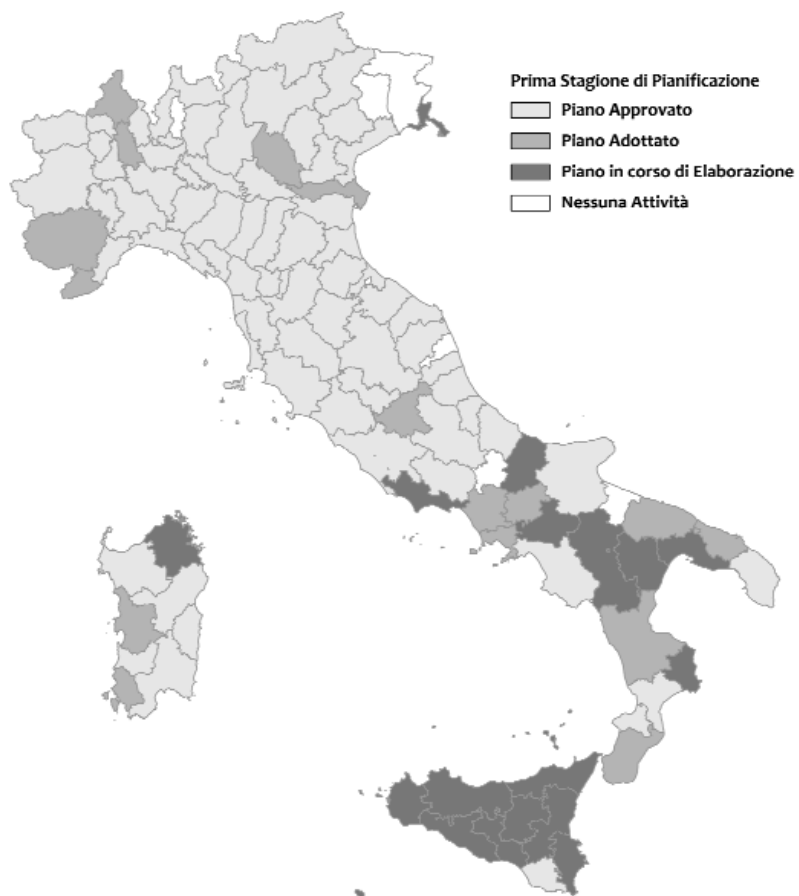 Prima Stagione di Pianificazione
Piano Approvato
Piano Adottato
Piano in corso di Elaborazione
Nessuna Attività